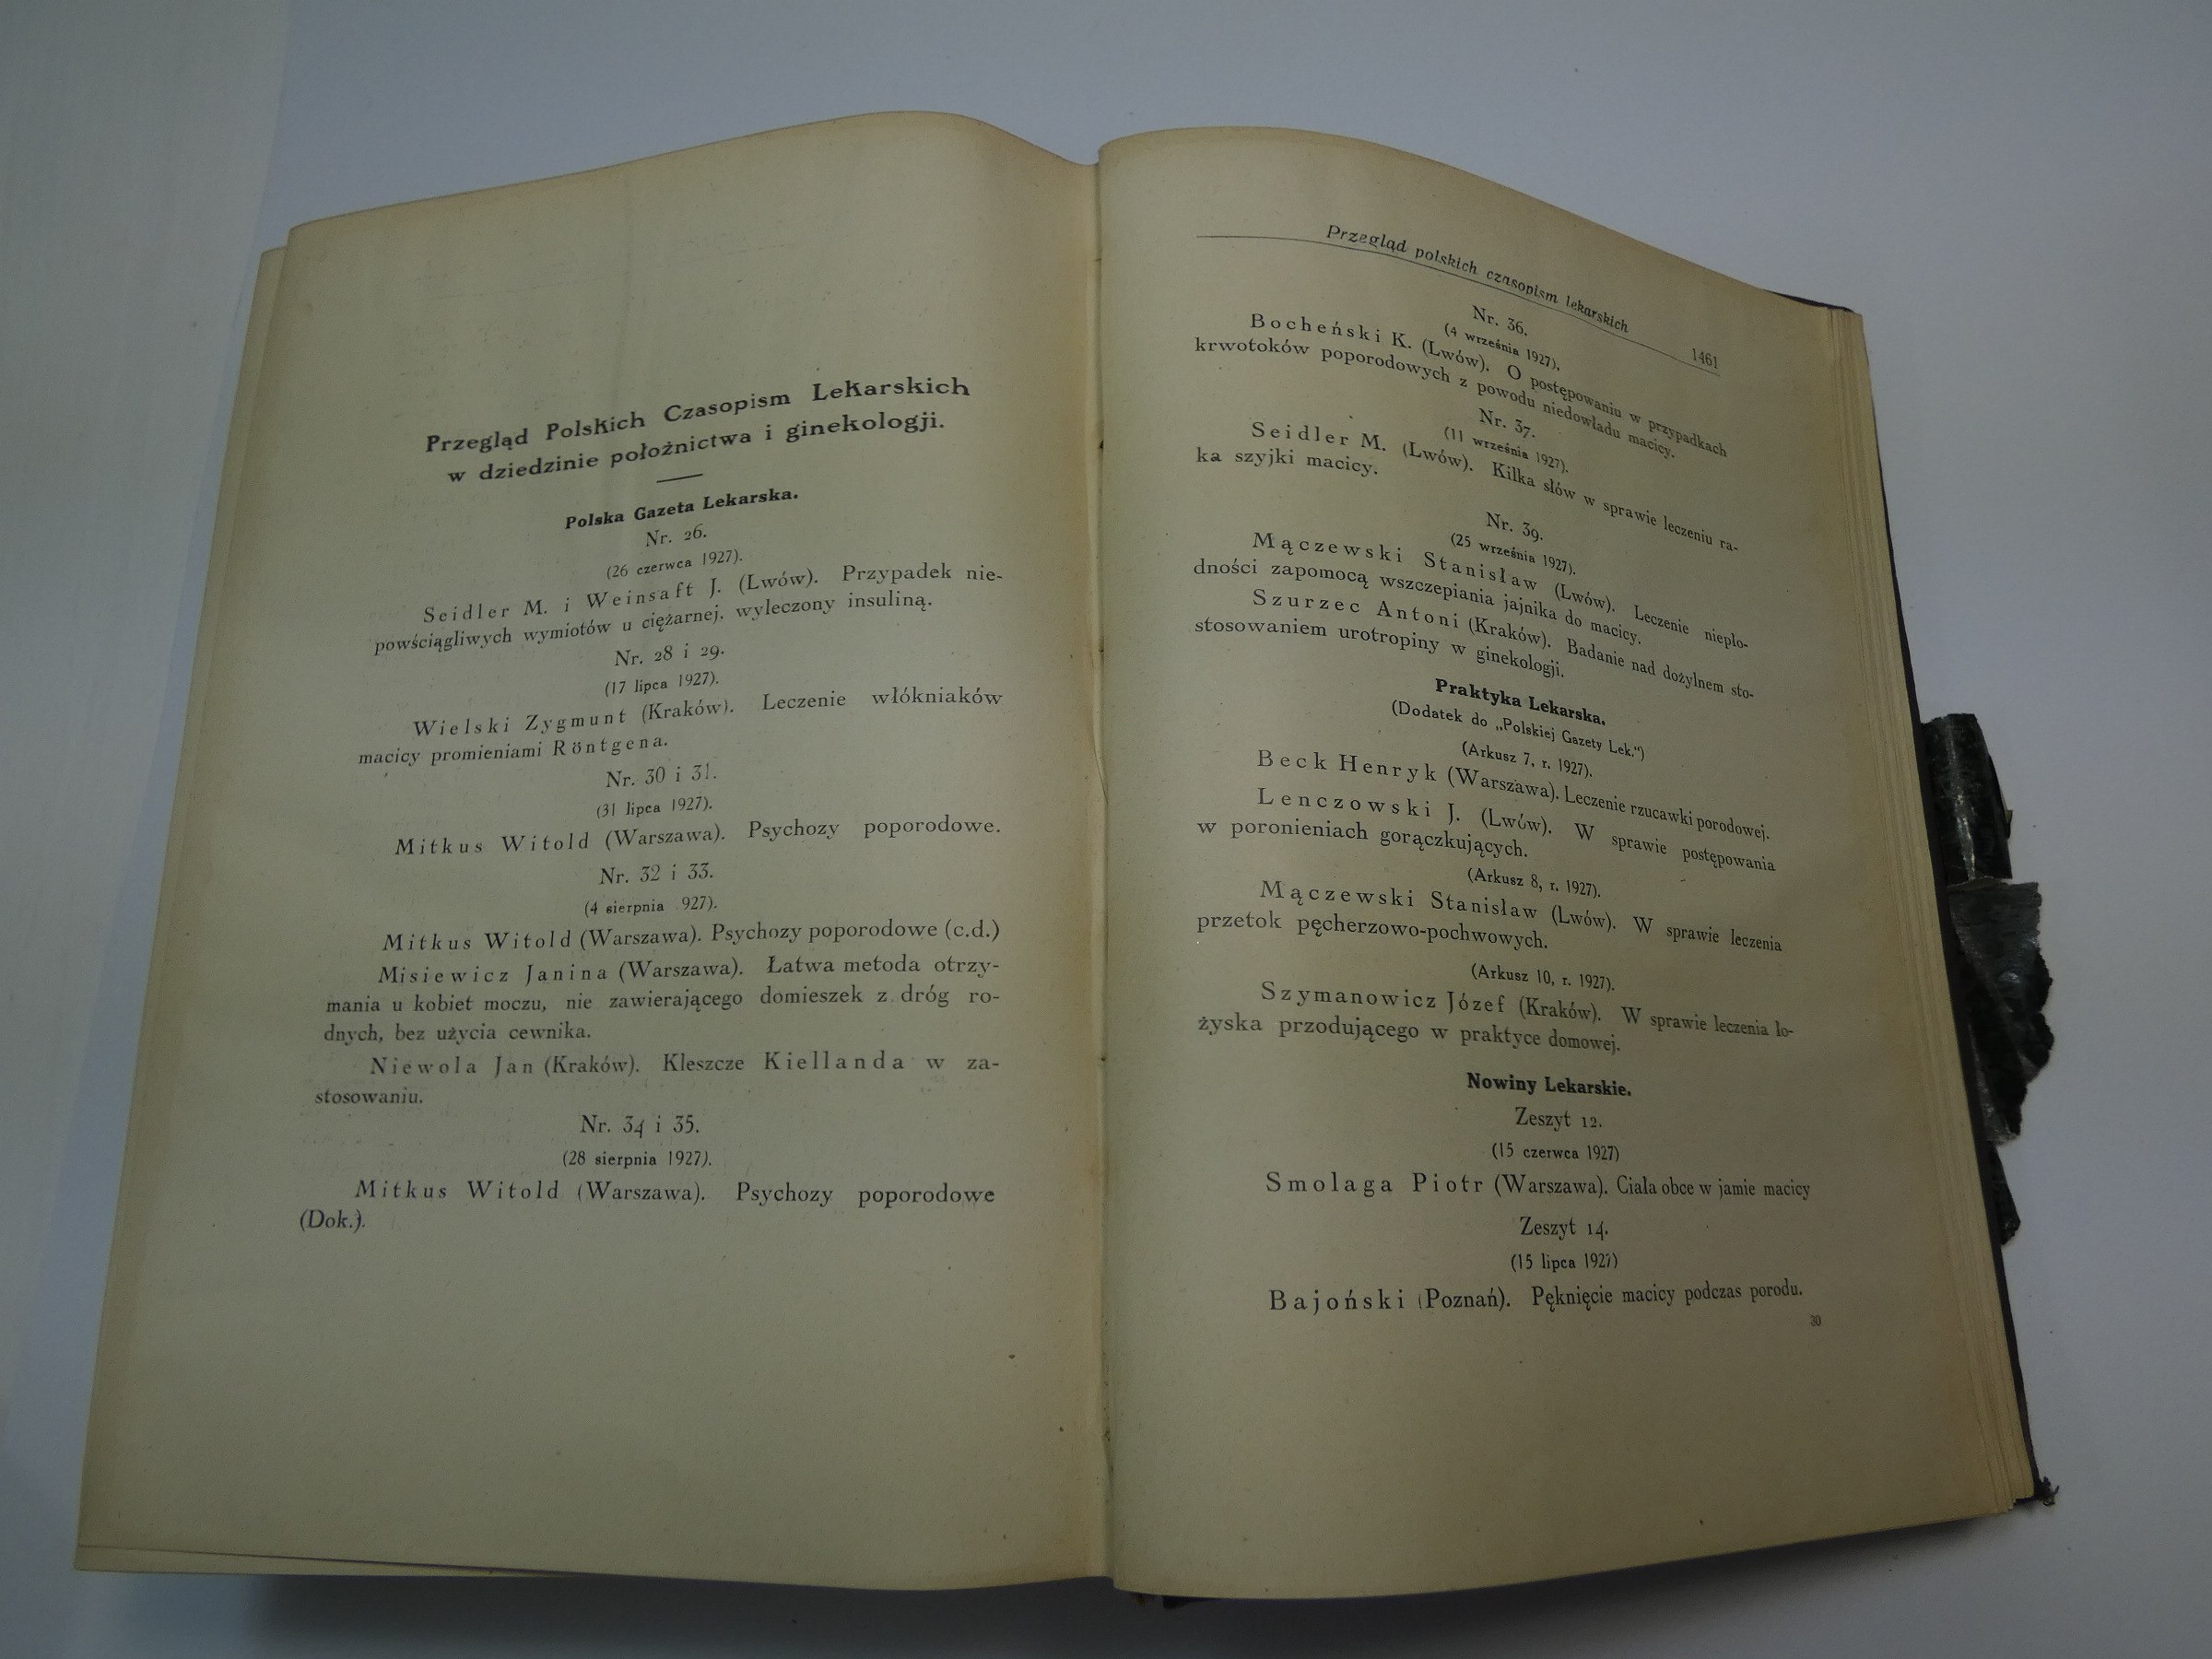 Przegląd Polskich Czasopism Lekarskich
w dziedzinie położnictwa i ginekologji.
Polska Gazeta Lekarska.
Nr. 26.
(26 czerwca 1927).
Seidler M. i Weinsaft J. (Lwów). Przypadek nie-
powściągliwych wymiotów u ciężarnej, wyleczony insuliną.
Nr. 28 i 29.
(17 lipca 1927).
Wielski Zygmunt (Kraków). Leczenie włókniaków
macicy promieniami Röntgena.
Nr. 30 i 31.
(31 lipca 1927).
Mitkus Witold (Warszawa). Psychozy poporodowe.
Nr. 32 i 33.
(4 sierpnia 927).
Mitkus Witold (Warszawa). Psychozy poporodowe (c.d.)
Misiewicz Janina (Warszawa). Łatwa metoda otrzy-
mania u kobiet moczu, nie zawierającego domieszek z dróg ro-
dnych, bez użycia cewnika.
Niewola Jan (Kraków). Kleszcze Kiellanda w za-
stosowaniu.
Nr. 34 i 35.
(28 sierpnia 1927).
Mitkus Witold (Warszawa). Psychozy poporodowe
(Dok.).
Przegląd polskich czasopism lekarskich 1461
Nr. 36.
(4 września 1927).
Bocheński K. (Lwów). O postępowaniu w przypadkach
krwotoków poporodowych z powodu niedowładu macicy.
Nr. 37.
(11 września 1927).
Seidler M. (Lwów). Kilka słów w sprawie leczeniu ra-
ka szyjki macicy.
Nr. 39.
(25 września 1927).
Mączewski Stanisław (Lwów). Leczenie niepło-
dności zapomocą wszczepiania jajnika do macicy.
Szurzec Antoni (Kraków). Badanie nad dożylnem sto-
stosowaniem urotropiny w ginekologji.
Praktyka Lekarska.
(Dodatek do „Polskiej Gazety Lek.")
(Arkusz 7, r. 1927).
Beck Henryk (Warszawa). Leczenie rzucawki porodowej.
Lenczowski J. (Lwów). W sprawie postępowania
w poronieniach gorączkujących.
(Arkusz 8, r. 1927).
Mączewski Stanisław (Lwów). W sprawie leczenia
przetok pęcherzowo-pochwowych.
(Arkusz 10, r. 1927).
Szymanowicz Józef (Kraków). W sprawie leczenia ło-
żyska przodującego w praktyce domowej.
Nowiny Lekarskie.
Zeszyt 12.
(15 czerwca 1927)
Smolaga Piotr (Warszawa). Ciała obce w jamie macicy
Zeszyt 14.
(15 lipca 1927)
Bajoński (Poznań). Pęknięcie macicy podczas porodu.
30